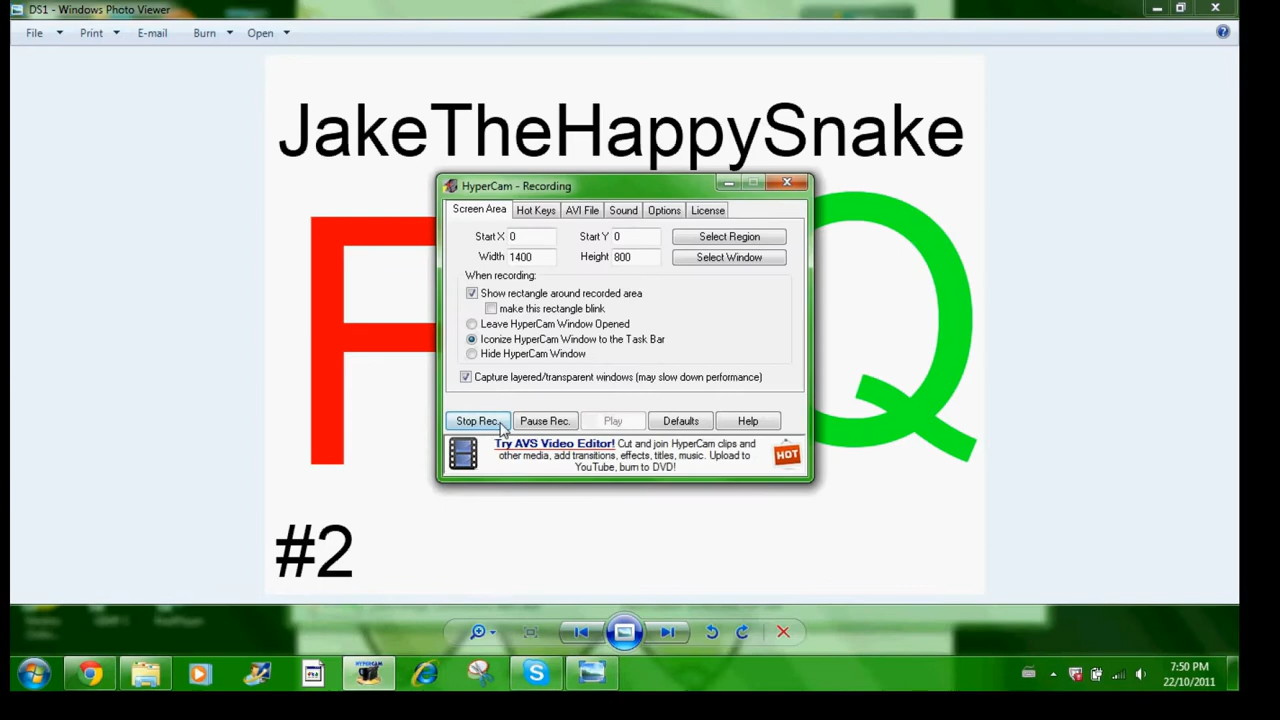 DS1 - Windows Photo Viewer
File Print E-mail Burn Open
JakeTheHappySnake
F Q
#2
HyperCam - Recording
Screen Area Hot Keys AVI File Sound Options License
Start X 0 Start Y 0 Select Region
Width 1400 Height 800 Select Window
When recording:
Show rectangle around recorded area
make this rectangle blink
Leave HyperCam Window Opened
Iconize HyperCam Window to the Task Bar
Hide HyperCam Window
Capture layered/transparent windows (may slow down performance)
Stop Rec. Pause Rec. Play Defaults Help
Try AVS Video Editor! Cut and join HyperCam clips and
other media, add transitions, effects, titles, music. Upload to
YouTube, burn to DVD!
HOT
HYPERCAM
7:50 PM
22/10/2011